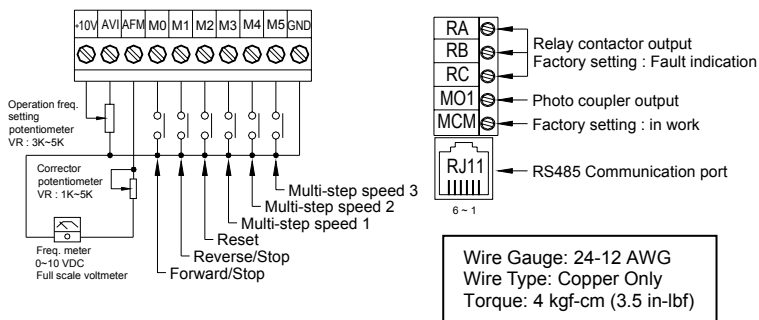 +10V AVI AFM M0 M1 M2 M3 M4 M5 GND
Operation freq.
setting
potentiometer
VR : 3K~5K
Corrector
potentiometer
VR : 1K~5K
Freq. meter
0~10 VDC
Full scale voltmeter
Multi-step speed 3
Multi-step speed 2
Multi-step speed 1
Reset
Reverse/Stop
Forward/Stop
RA
RB
RC
MO1
MCM
Relay contactor output
Factory setting : Fault indication
Photo coupler output
Factory setting : in work
RJ11
6 ~ 1
RS485 Communication port
Wire Gauge: 24-12 AWG
Wire Type: Copper Only
Torque: 4 kgf-cm (3.5 in-lbf)